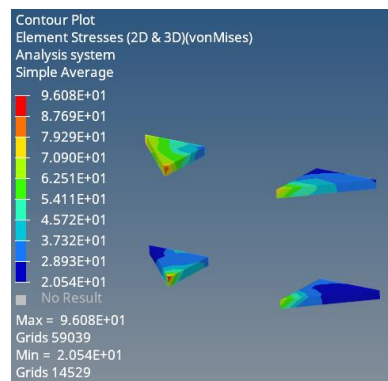 Contour Plot
Element Stresses (2D & 3D)(vonMises)
Analysis system
Simple Average
9.608E+01
8.769E+01
7.929E+01
7.090E+01
6.251E+01
5.411E+01
4.572E+01
3.732E+01
2.893E+01
2.054E+01
No Result
Max = 9.608E+01
Grids 59039
Min = 2.054E+01
Grids 14529